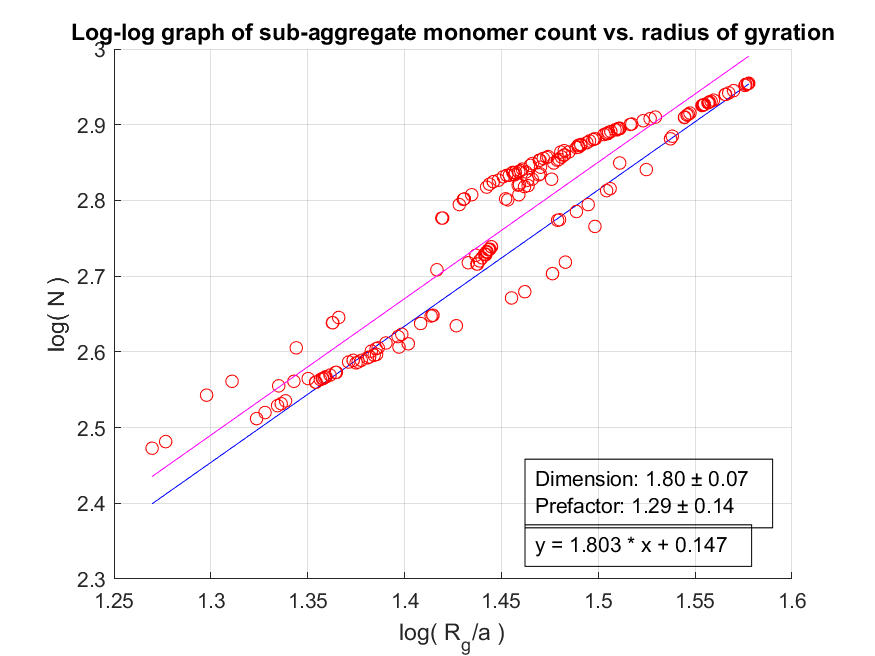 Log-log graph of sub-aggregate monomer count vs. radius of gyration
3
2.9
2.8
2.7
2.6
2.5
2.4
2.3
log( N )
Dimension: 1.80 ± 0.07
Prefactor: 1.29 ± 0.14
y = 1.803 * x + 0.147
1.25 1.3 1.35 1.4 1.45 1.5 1.55 1.6
log( R_g/a )